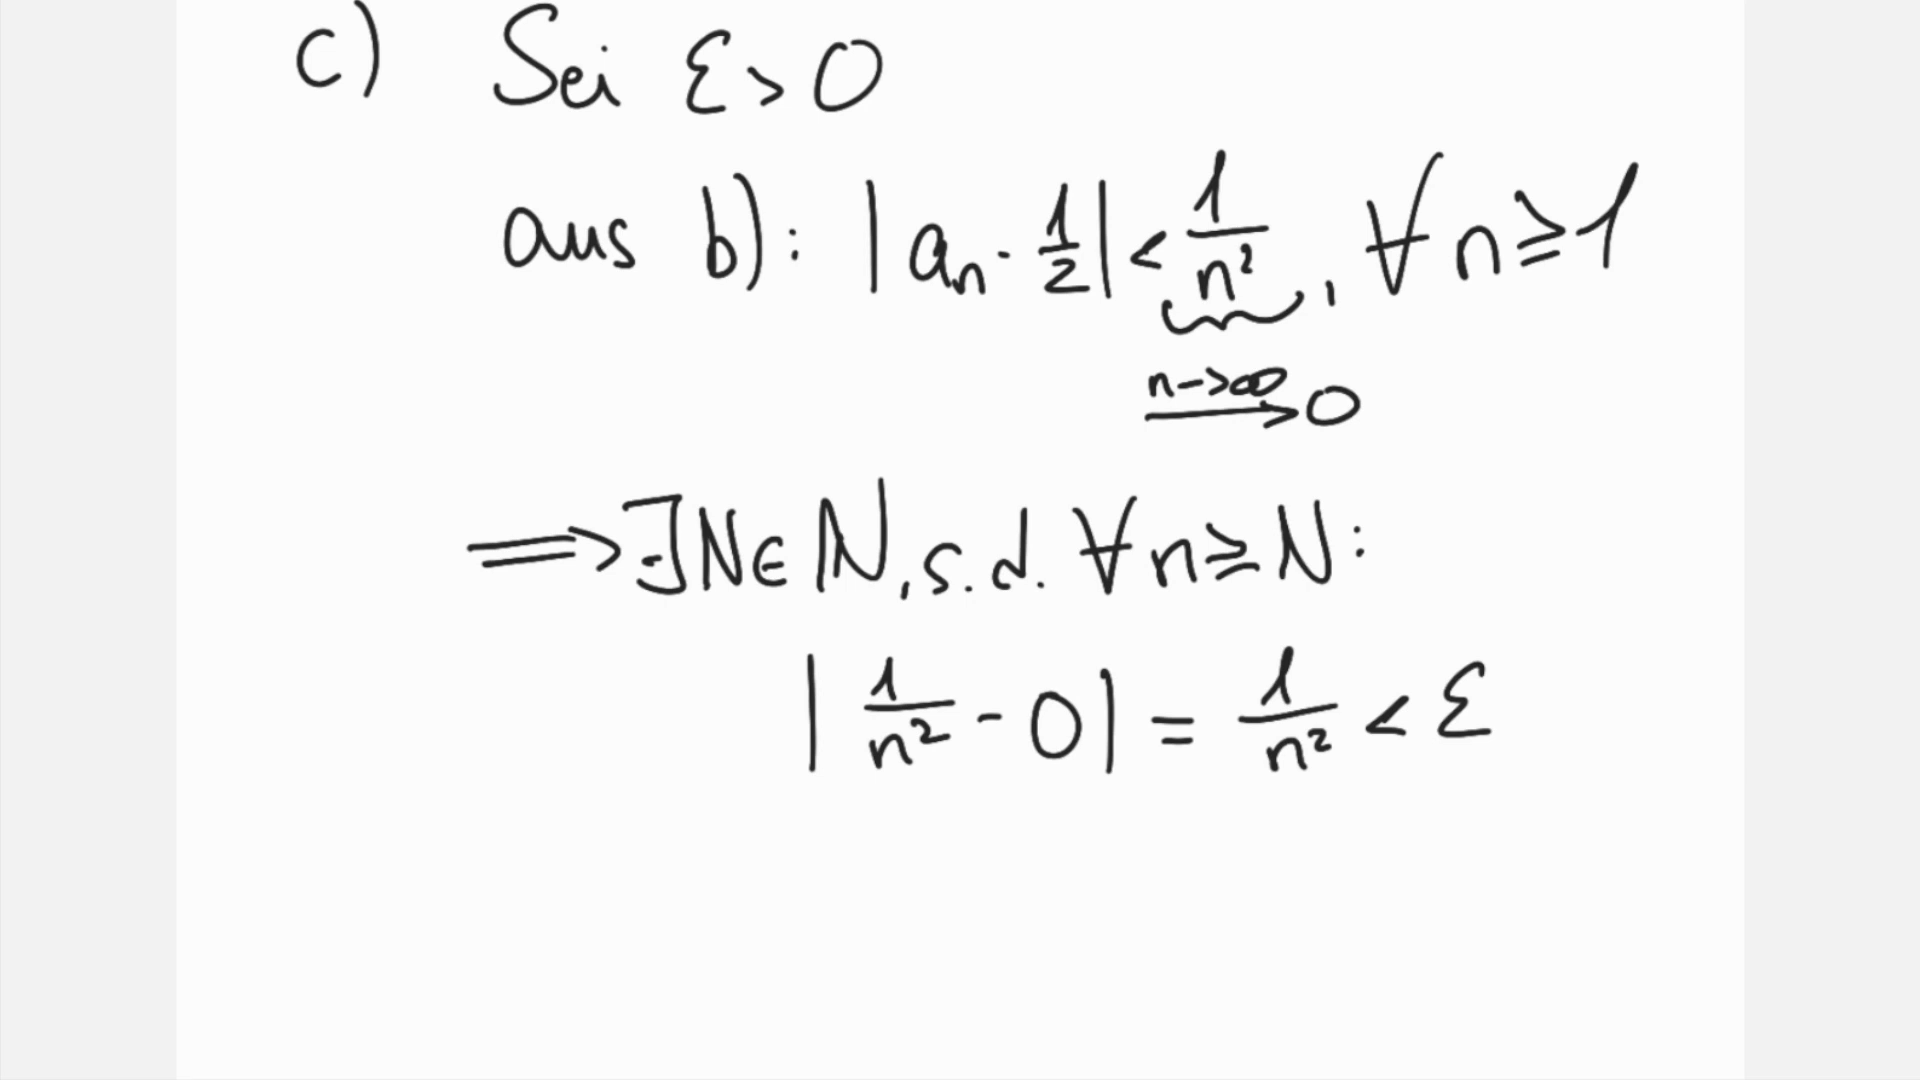 c) Sei ε > 0
aus b): |aₙ - 1/2| < 1/n², ∀ n ≥ 1
n→∞ → 0
⟹ ∃ N ∈ ℕ, s.d. ∀ n ≥ N:
|1/n² - 0| = 1/n² < ε